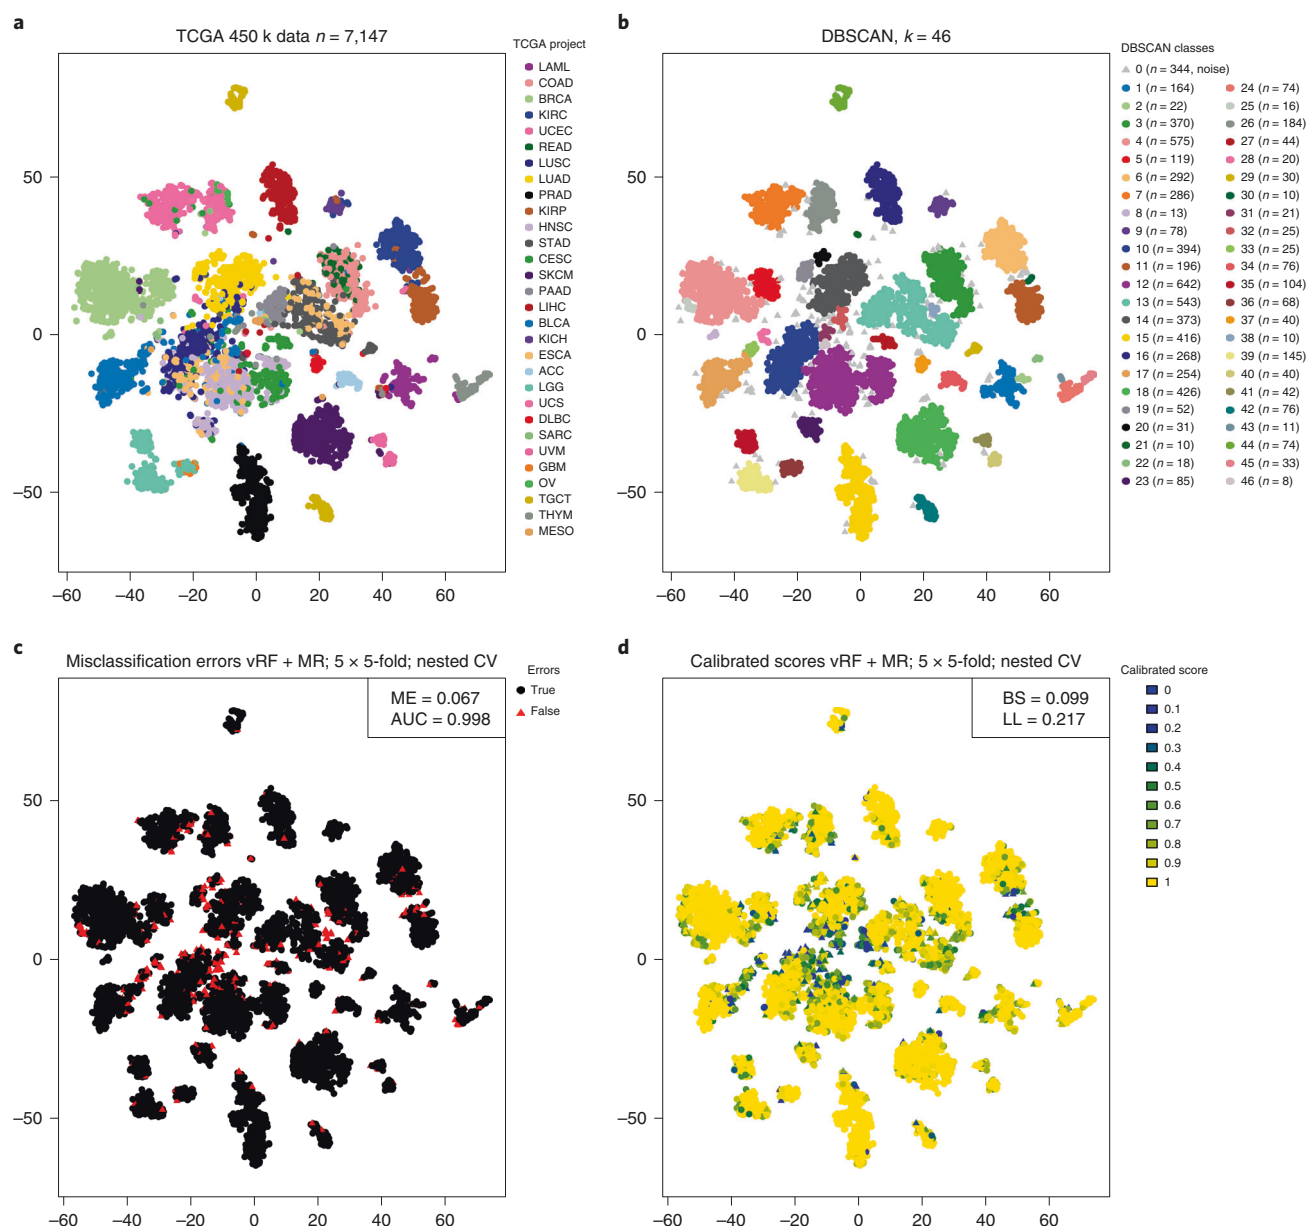 a
TCGA 450 k data n = 7,147
TCGA project
LAML
COAD
BRCA
KIRC
UCEC
READ
LUSC
LUAD
PRAD
KIRP
HNSC
STAD
CESC
SKCM
PAAD
LIHC
BLCA
KICH
ESCA
ACC
LGG
UCS
DLBC
SARC
UVM
GBM
OV
TGCT
THYM
MESO
50
0
−50
−60 −40 −20 0 20 40 60
b
DBSCAN, k = 46
DBSCAN classes
0 (n = 344, noise)
1 (n = 164)
2 (n = 22)
3 (n = 370)
4 (n = 575)
5 (n = 119)
6 (n = 292)
7 (n = 286)
8 (n = 13)
9 (n = 78)
10 (n = 394)
11 (n = 196)
12 (n = 642)
13 (n = 543)
14 (n = 373)
15 (n = 416)
16 (n = 268)
17 (n = 254)
18 (n = 426)
19 (n = 52)
20 (n = 31)
21 (n = 10)
22 (n = 18)
23 (n = 85)
24 (n = 74)
25 (n = 16)
26 (n = 184)
27 (n = 44)
28 (n = 20)
29 (n = 30)
30 (n = 10)
31 (n = 21)
32 (n = 25)
33 (n = 25)
34 (n = 76)
35 (n = 104)
36 (n = 68)
37 (n = 40)
38 (n = 10)
39 (n = 145)
40 (n = 40)
41 (n = 42)
42 (n = 76)
43 (n = 11)
44 (n = 74)
45 (n = 33)
46 (n = 8)
50
0
−50
−60 −40 −20 0 20 40 60
c
Misclassification errors vRF + MR; 5 × 5-fold; nested CV
Errors
True
False
ME = 0.067
AUC = 0.998
50
0
−50
−60 −40 −20 0 20 40 60
d
Calibrated scores vRF + MR; 5 × 5-fold; nested CV
Calibrated score
0
0.1
0.2
0.3
0.4
0.5
0.6
0.7
0.8
0.9
1
BS = 0.099
LL = 0.217
50
0
−50
−60 −40 −20 0 20 40 60